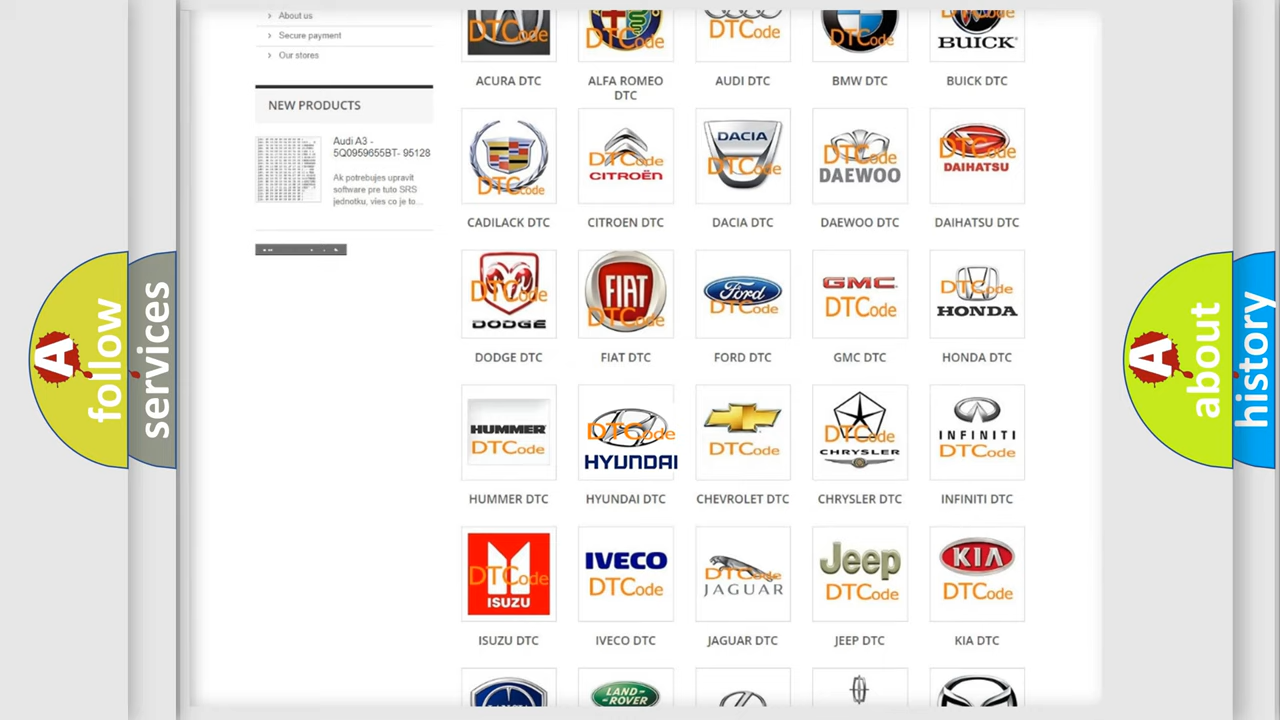 About us
Secure payment
Our stores
NEW PRODUCTS
Audi A3 -
5Q0959655BT- 95128
Ak potrebujes upravit
software pre tuto SRS
jednotku, vies co je to...
DTCode
DTCode
DTCode
DTCode
BUICK
ACURA DTC
ALFA ROMEO
DTC
AUDI DTC
BMW DTC
BUICK DTC
DTCode
DTCode
CITROËN
DACIA
DTCode
DTCode
DAEWOO
DTCode
DAIHATSU
CADILACK DTC
CITROEN DTC
DACIA DTC
DAEWOO DTC
DAIHATSU DTC
DTCode
DODGE
FIAT
DTCode
Ford
DTCode
GMC
DTCode
DTCode
HONDA
DODGE DTC
FIAT DTC
FORD DTC
GMC DTC
HONDA DTC
HUMMER
DTCode
DTCode
HYUNDAI
DTCode
DTCode
CHRYSLER
INFINITI
DTCode
HUMMER DTC
HYUNDAI DTC
CHEVROLET DTC
CHRYSLER DTC
INFINITI DTC
DTCode
ISUZU
IVECO
DTCode
DTCode
JAGUAR
Jeep
DTCode
KIA
DTCode
ISUZU DTC
IVECO DTC
JAGUAR DTC
JEEP DTC
KIA DTC
LAND-
ROVER
A
follow
services
A
about
history